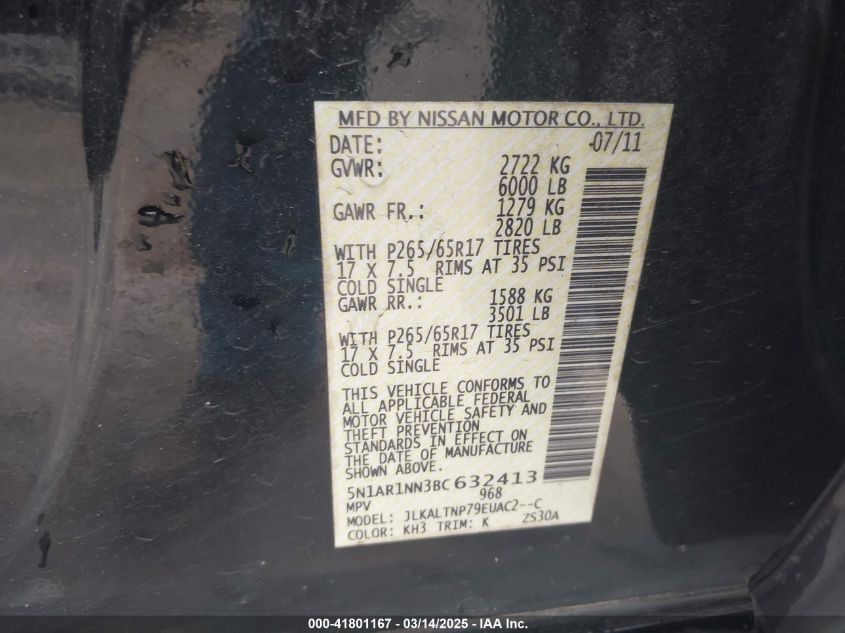 MFD BY NISSAN MOTOR CO., LTD.
DATE: 07/11
GVWR: 2722 KG
6000 LB
GAWR FR.: 1279 KG
2820 LB
WITH P265/65R17 TIRES
17 X 7.5 RIMS AT 35 PSI
COLD SINGLE
GAWR RR.: 1588 KG
3501 LB
WITH P265/65R17 TIRES
17 X 7.5 RIMS AT 35 PSI
COLD SINGLE
THIS VEHICLE CONFORMS TO
ALL APPLICABLE FEDERAL
MOTOR VEHICLE SAFETY AND
THEFT PREVENTION
STANDARDS IN EFFECT ON
THE DATE OF MANUFACTURE
SHOWN ABOVE.
5N1AR1NN3BC 632413
MPV 968
MODEL: JLKALTNP79EUAC2--C
COLOR: KH3 TRIM: K ZS30A
000-41801167 - 03/14/2025 - IAA Inc.